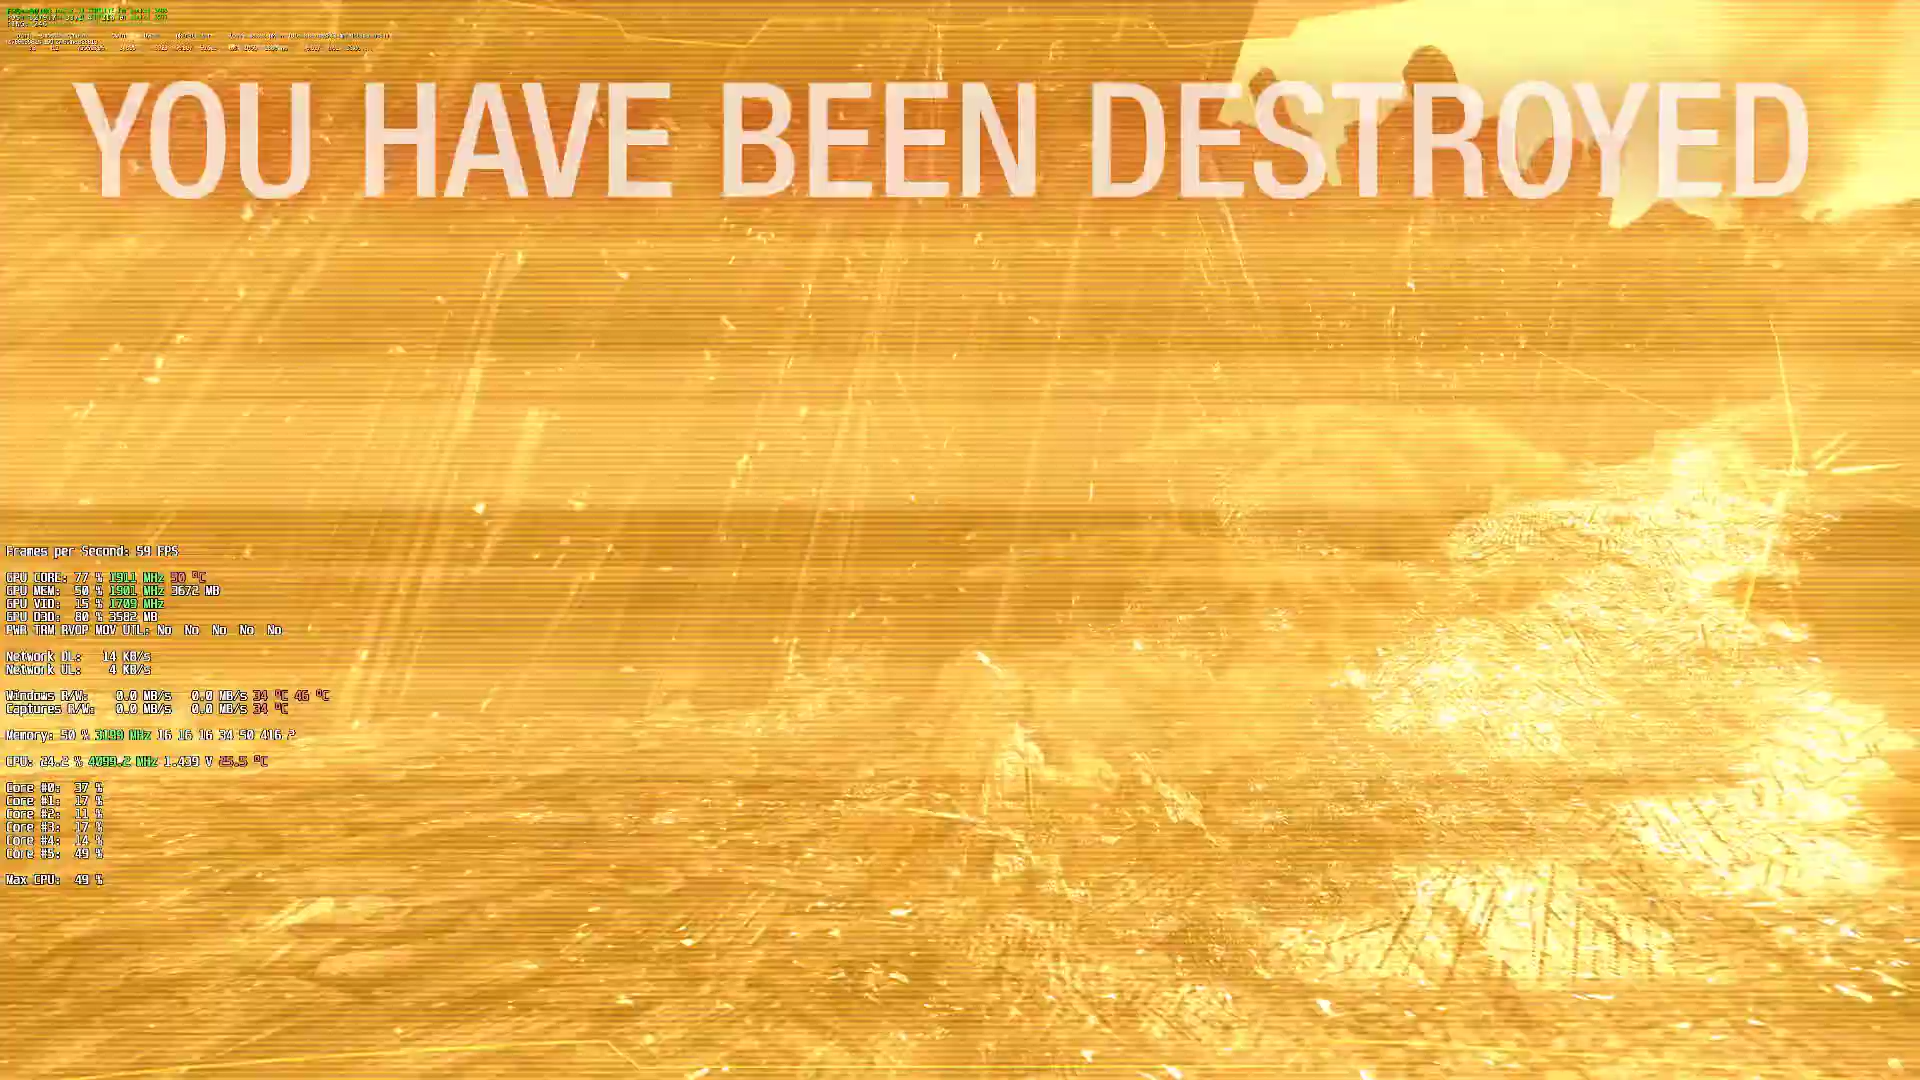 YOU HAVE BEEN DESTROYED
Frames per Second: 59 FPS
GPU CORE: 77 % 1911 MHz 50 °C
GPU MEM: 50 % 1901 MHz 3672 MB
GPU VID: 15 % 1709 MHz
GPU D3D: 80 % 3582 MB
PWR TRM RVOP MOV UTL: No No No No No
Network DL: 14 KB/s
Network UL: 4 KB/s
Windows R/W: 0.0 MB/s 0.0 MB/s 34 °C 46 °C
Captures R/W: 0.0 MB/s 0.0 MB/s 34 °C
Memory: 50 % 3199 MHz 16 16 16 34 50 416
CPU: 24.2 % 4099.2 MHz 1.439 V
Core #0: 37 %
Core #1: 17 %
Core #2: 11 %
Core #3: 17 %
Core #4: 14 %
Core #5: 49 %
Max CPU: 49 %